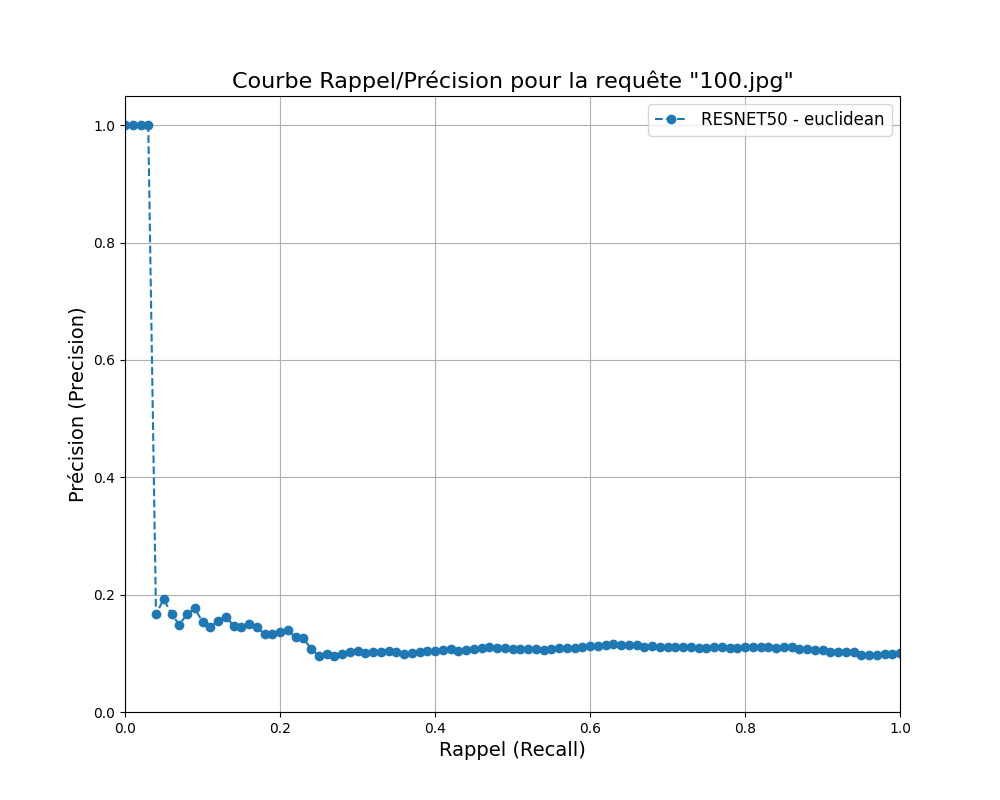 Courbe Rappel/Précision pour la requête "100.jpg"
RESNET50 - euclidean
1.0
0.8
0.6
0.4
0.2
0.0
Précision (Precision)
0.0 0.2 0.4 0.6 0.8 1.0
Rappel (Recall)